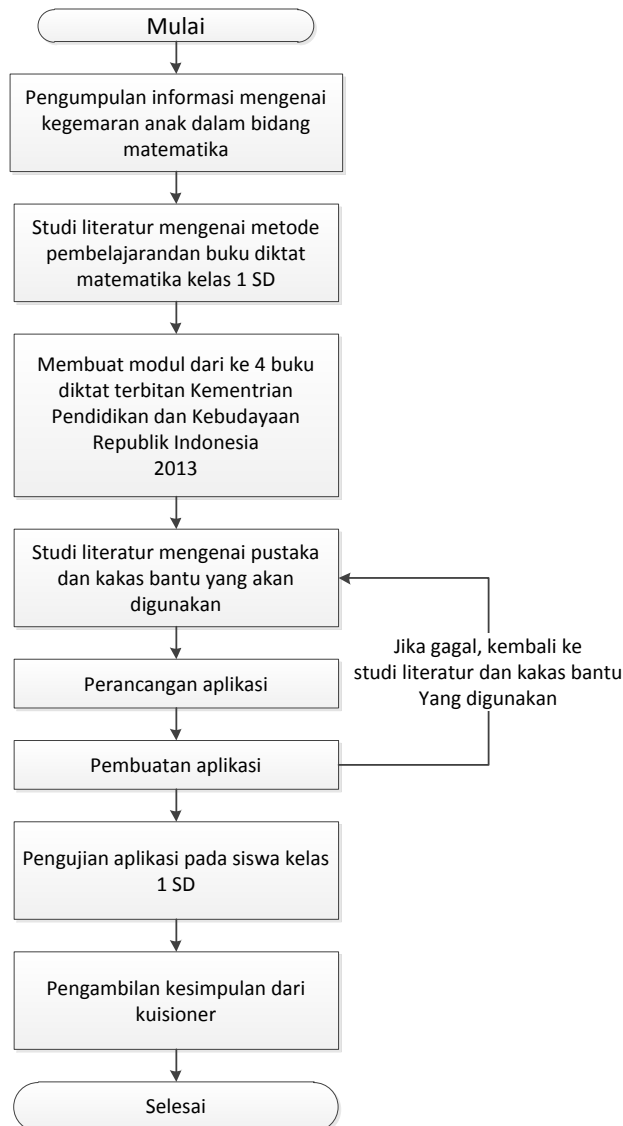 Mulai
Pengumpulan informasi mengenai
kegemaran anak dalam bidang
matematika
Studi literatur mengenai metode
pembelajarandan buku diktat
matematika kelas 1 SD
Membuat modul dari ke 4 buku
diktat terbitan Kementrian
Pendidikan dan Kebudayaan
Republik Indonesia
2013
Studi literatur mengenai pustaka
dan kakas bantu yang akan
digunakan
Jika gagal, kembali ke
studi literatur dan kakas bantu
Yang digunakan
Perancangan aplikasi
Pembuatan aplikasi
Pengujian aplikasi pada siswa kelas
1 SD
Pengambilan kesimpulan dari
kuisioner
Selesai